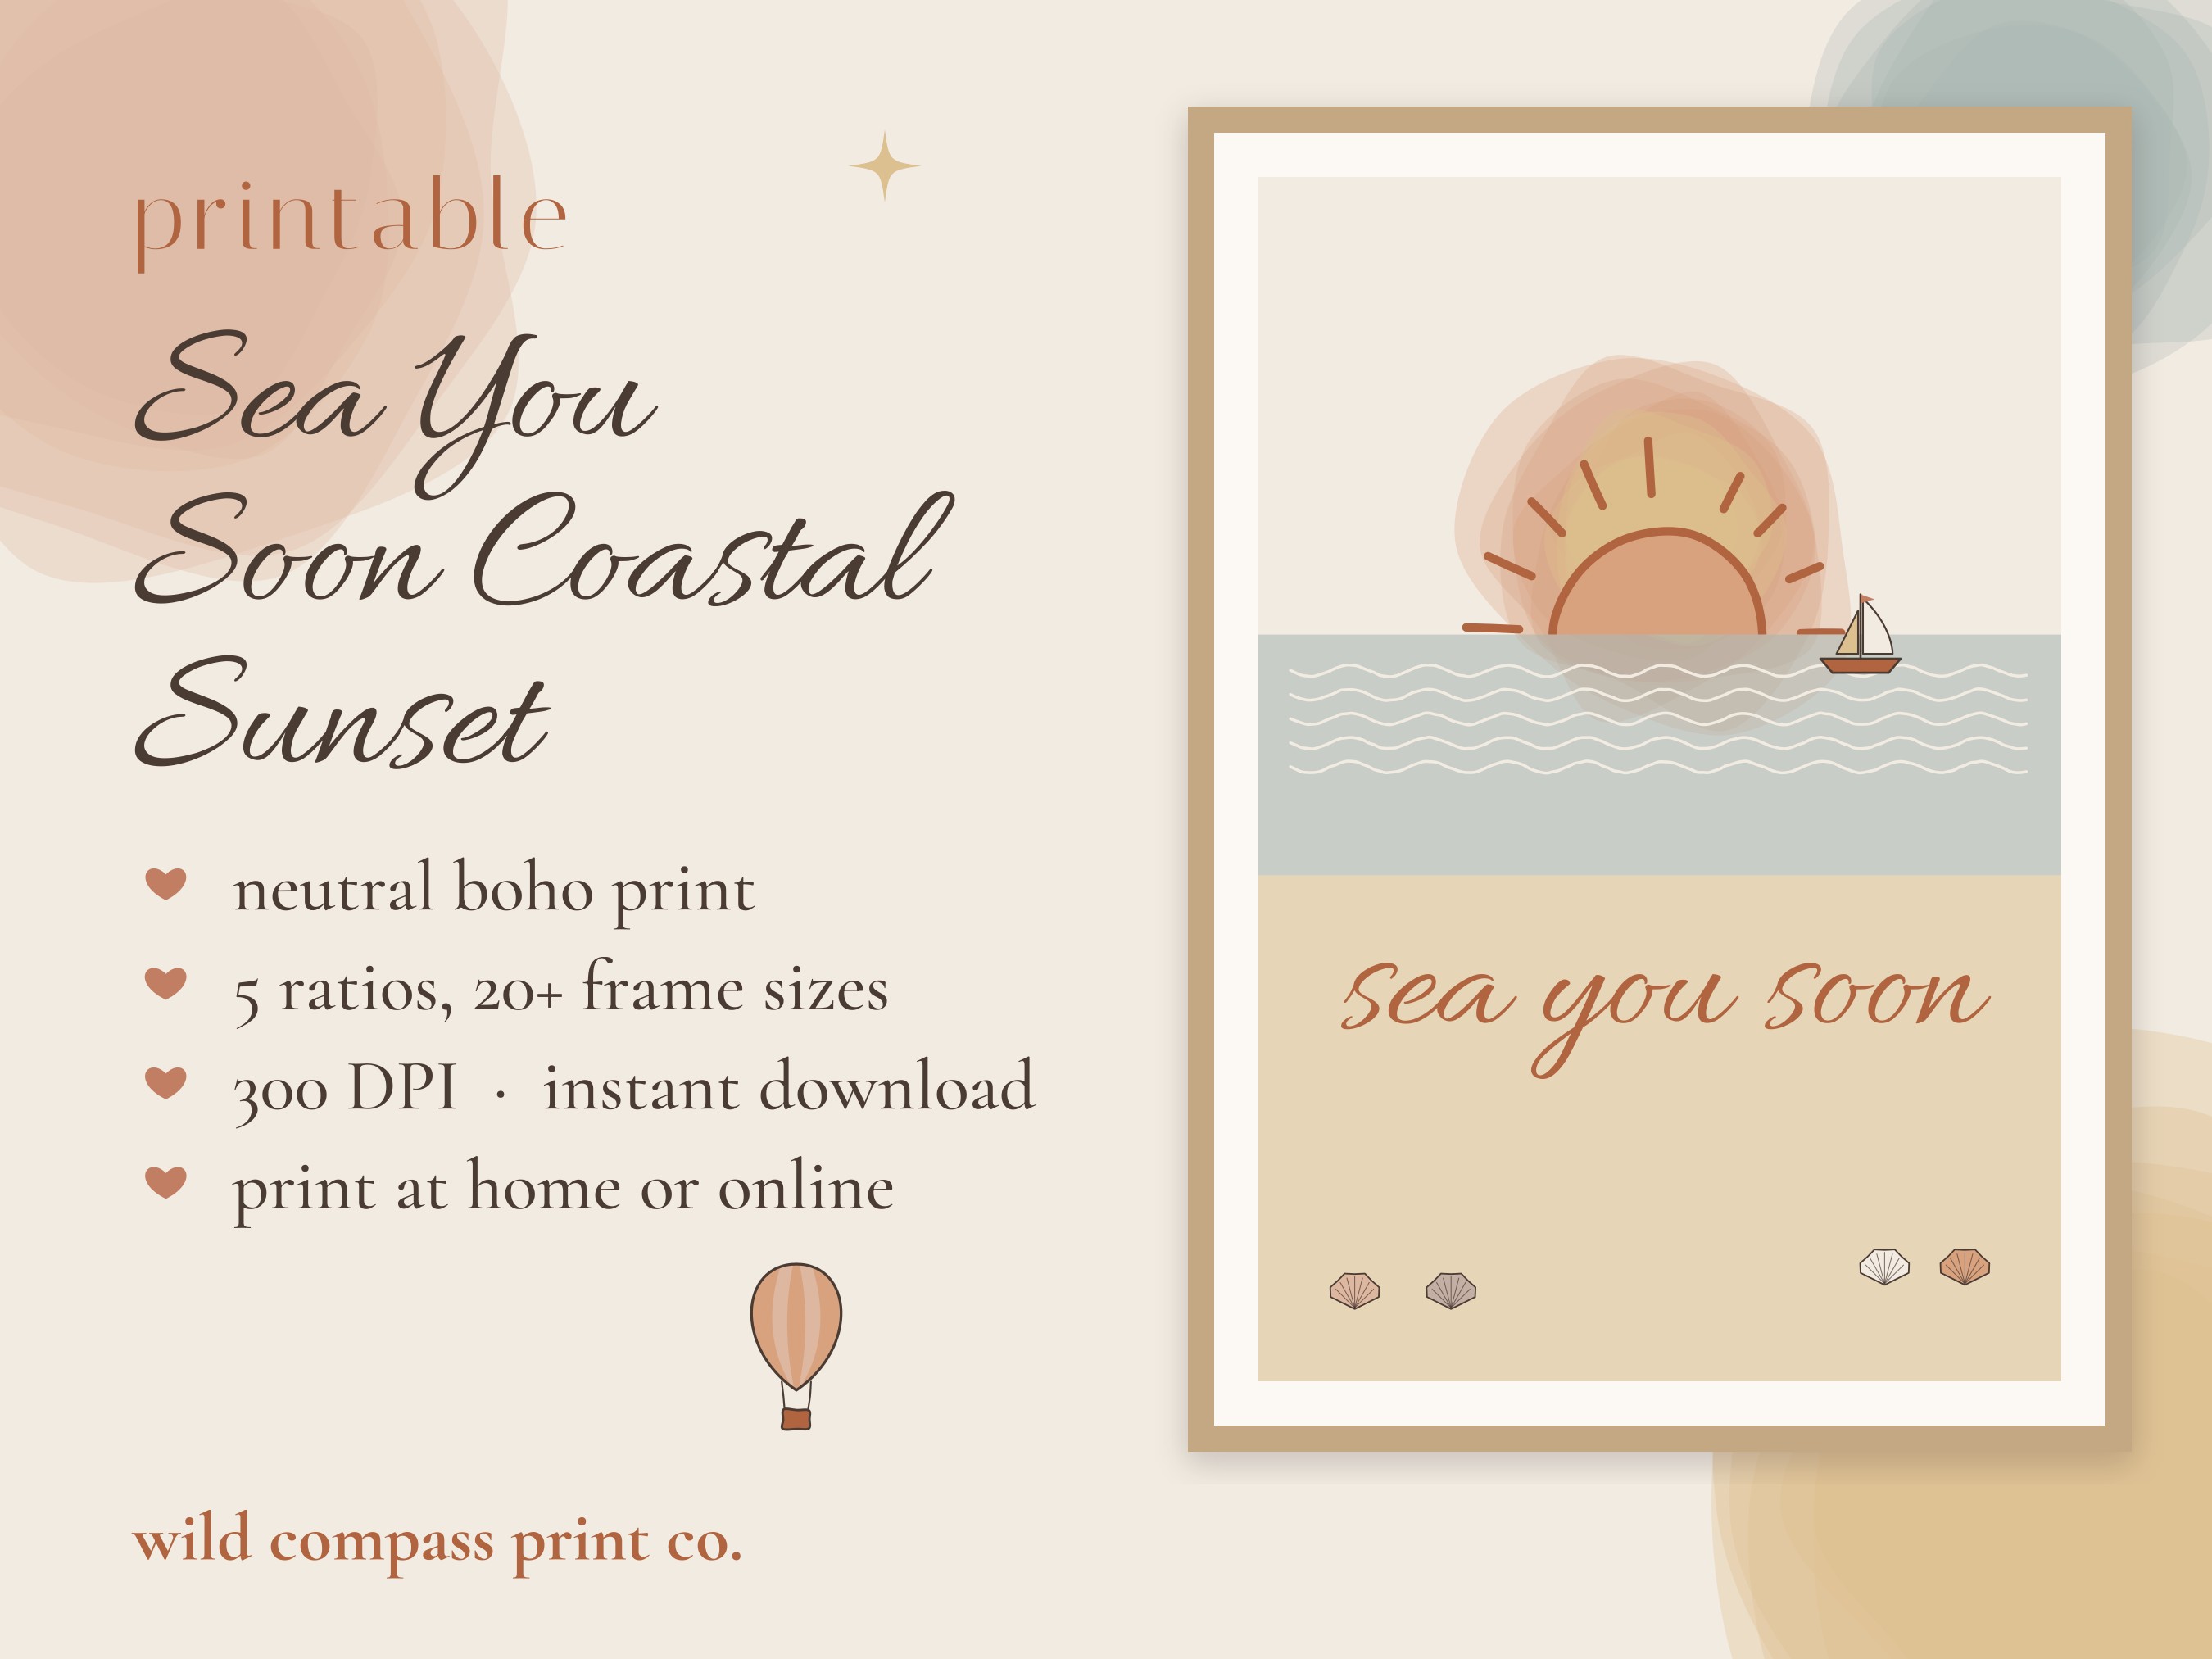 printable
Sea You
Soon Coastal
Sunset
neutral boho print
5 ratios, 20+ frame sizes
300 DPI · instant download
print at home or online
wild compass print co.
sea you soon